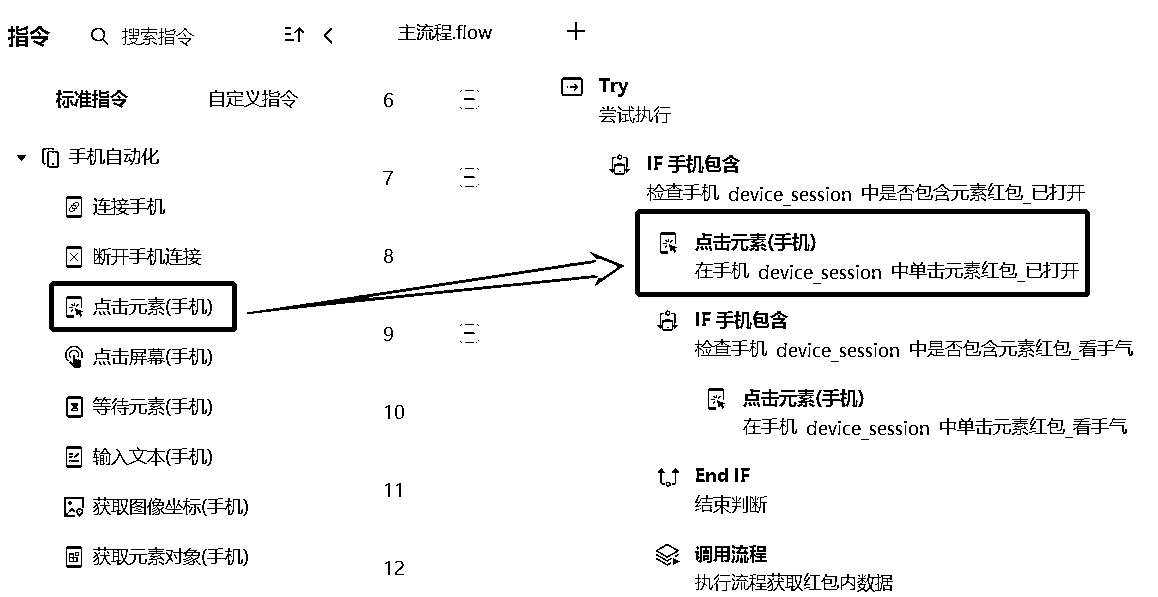 指令
搜索指令
标准指令
自定义指令
手机自动化
连接手机
断开手机连接
点击元素(手机)
点击屏幕(手机)
等待元素(手机)
输入文本(手机)
获取图像坐标(手机)
获取元素对象(手机)
主流程.flow
6
Try
尝试执行
7
IF 手机包含
检查手机 device_session 中是否包含元素红包_已打开
8
点击元素(手机)
在手机 device_session 中单击元素红包_已打开
9
IF 手机包含
检查手机 device_session 中是否包含元素红包_看手气
10
点击元素(手机)
在手机 device_session 中单击元素红包_看手气
11
End IF
结束判断
12
调用流程
执行流程获取红包内数据